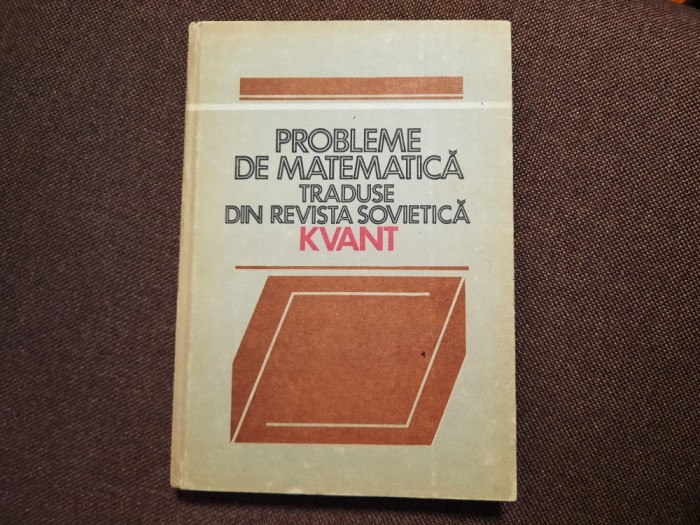 PROBLEME
DE MATEMATICĂ
TRADUSE
DIN REVISTA SOVIETICĂ
KVANT